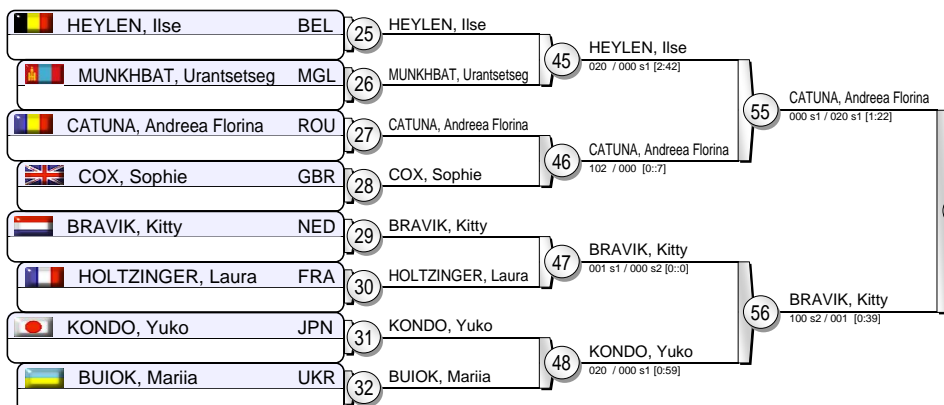 HEYLEN, Ilse BEL
25
HEYLEN, Ilse
45
HEYLEN, Ilse
020 / 000 s1 [2:42]
MUNKHBAT, Urantsetseg MGL
26
MUNKHBAT, Urantsetseg
55
CATUNA, Andreea Florina
000 s1 / 020 s1 [1:22]
CATUNA, Andreea Florina ROU
27
CATUNA, Andreea Florina
46
CATUNA, Andreea Florina
102 / 000 [0::7]
COX, Sophie GBR
28
COX, Sophie
BRAVIK, Kitty NED
29
BRAVIK, Kitty
47
BRAVIK, Kitty
001 s1 / 000 s2 [0::0]
HOLTZINGER, Laura FRA
30
HOLTZINGER, Laura
56
BRAVIK, Kitty
100 s2 / 001 [0:39]
KONDO, Yuko JPN
31
KONDO, Yuko
48
KONDO, Yuko
020 / 000 s1 [0:59]
BUIOK, Mariia UKR
32
BUIOK, Mariia